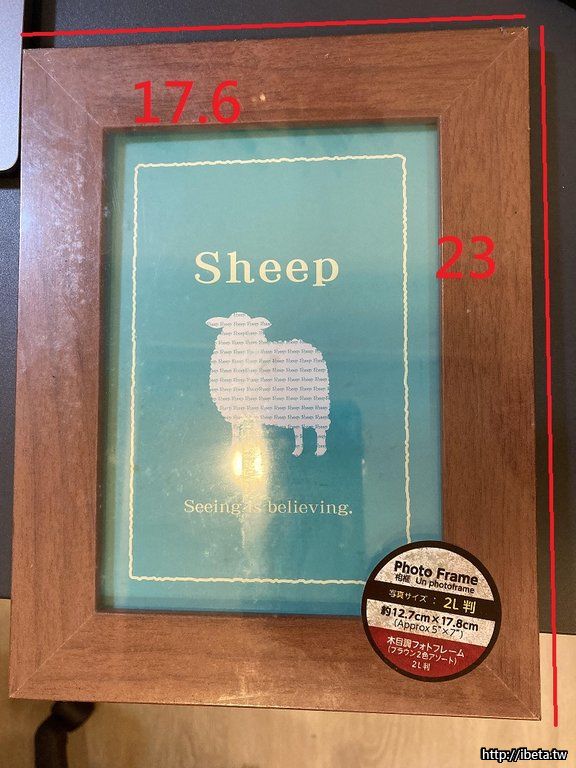 17.6
Sheep
23
Seeing is believing.
Photo Frame
相框 Un photoframe
写真サイズ : 2L判
約12.7cm×17.8cm
(Approx 5"×7")
木目調フォトフレーム
(ブラウン2色アソート)
2L判
http://ibeta.tw